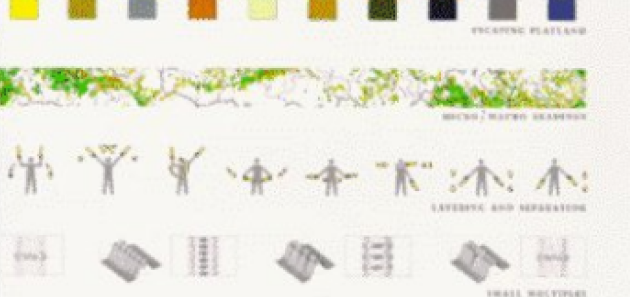 ESCAPING FLATLAND
MICRO/MACRO READINGS
LAYERING AND SEPARATION
SMALL MULTIPLES